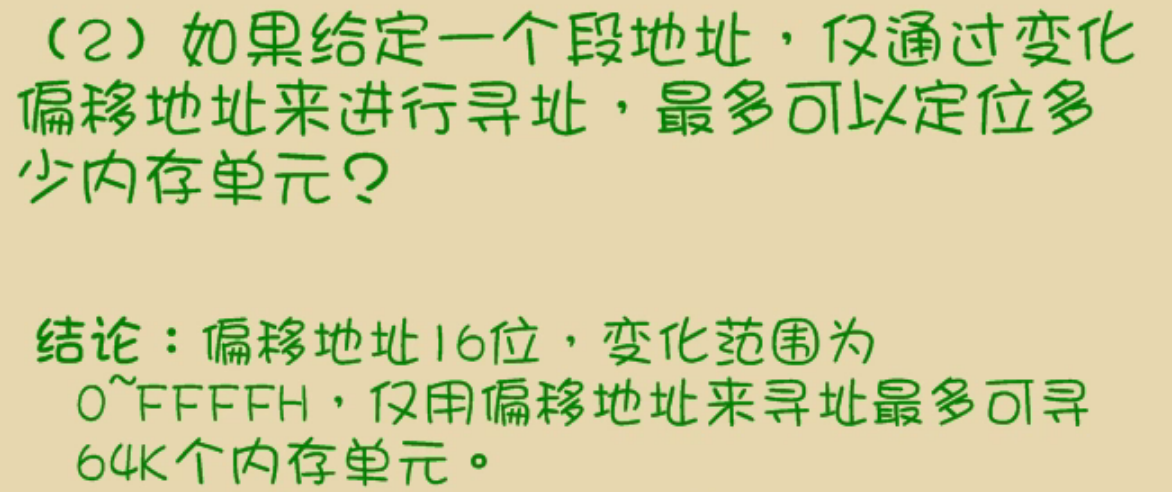 （2）如果给定一个段地址，仅通过变化
偏移地址来进行寻址，最多可以定位多
少内存单元？
结论：偏移地址16位，变化范围为
0~FFFFH，仅用偏移地址来寻址最多可寻
64K个内存单元。